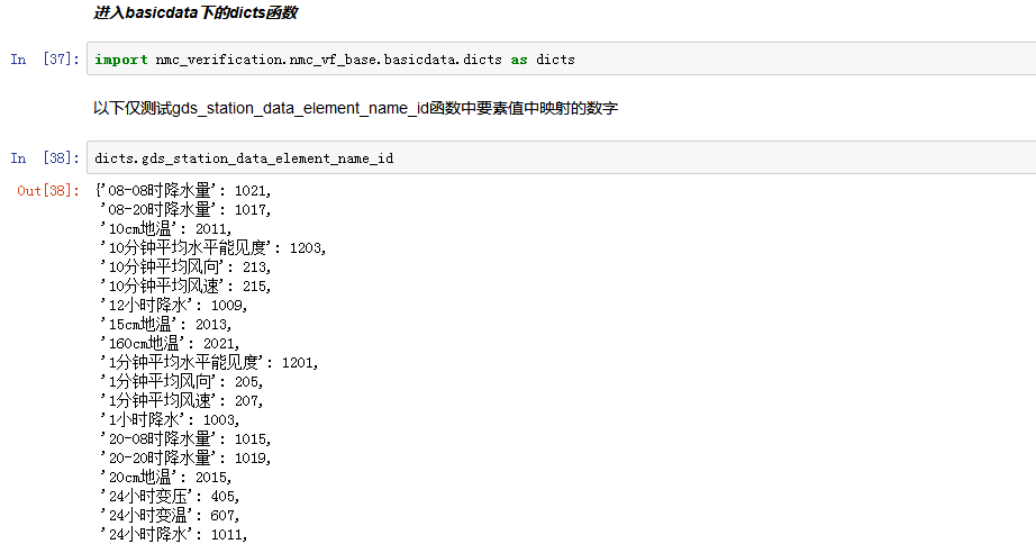 进入basicdata下的dicts函数
In [37]: import nmc_verification.nmc_vf_base.basicdata.dicts as dicts
以下仅测试gds_station_data_element_name_id函数中要素值中映射的数字
In [38]: dicts.gds_station_data_element_name_id
Out[38]: {'08-08时降水量': 1021,
'08-20时降水量': 1017,
'10cm地温': 2011,
'10分钟平均水平能见度': 1203,
'10分钟平均风向': 213,
'10分钟平均风速': 215,
'12小时降水': 1009,
'15cm地温': 2013,
'160cm地温': 2021,
'1分钟平均水平能见度': 1201,
'1分钟平均风向': 205,
'1分钟平均风速': 207,
'1小时降水': 1003,
'20-08时降水量': 1015,
'20-20时降水量': 1019,
'20cm地温': 2015,
'24小时变压': 405,
'24小时变温': 607,
'24小时降水': 1011,